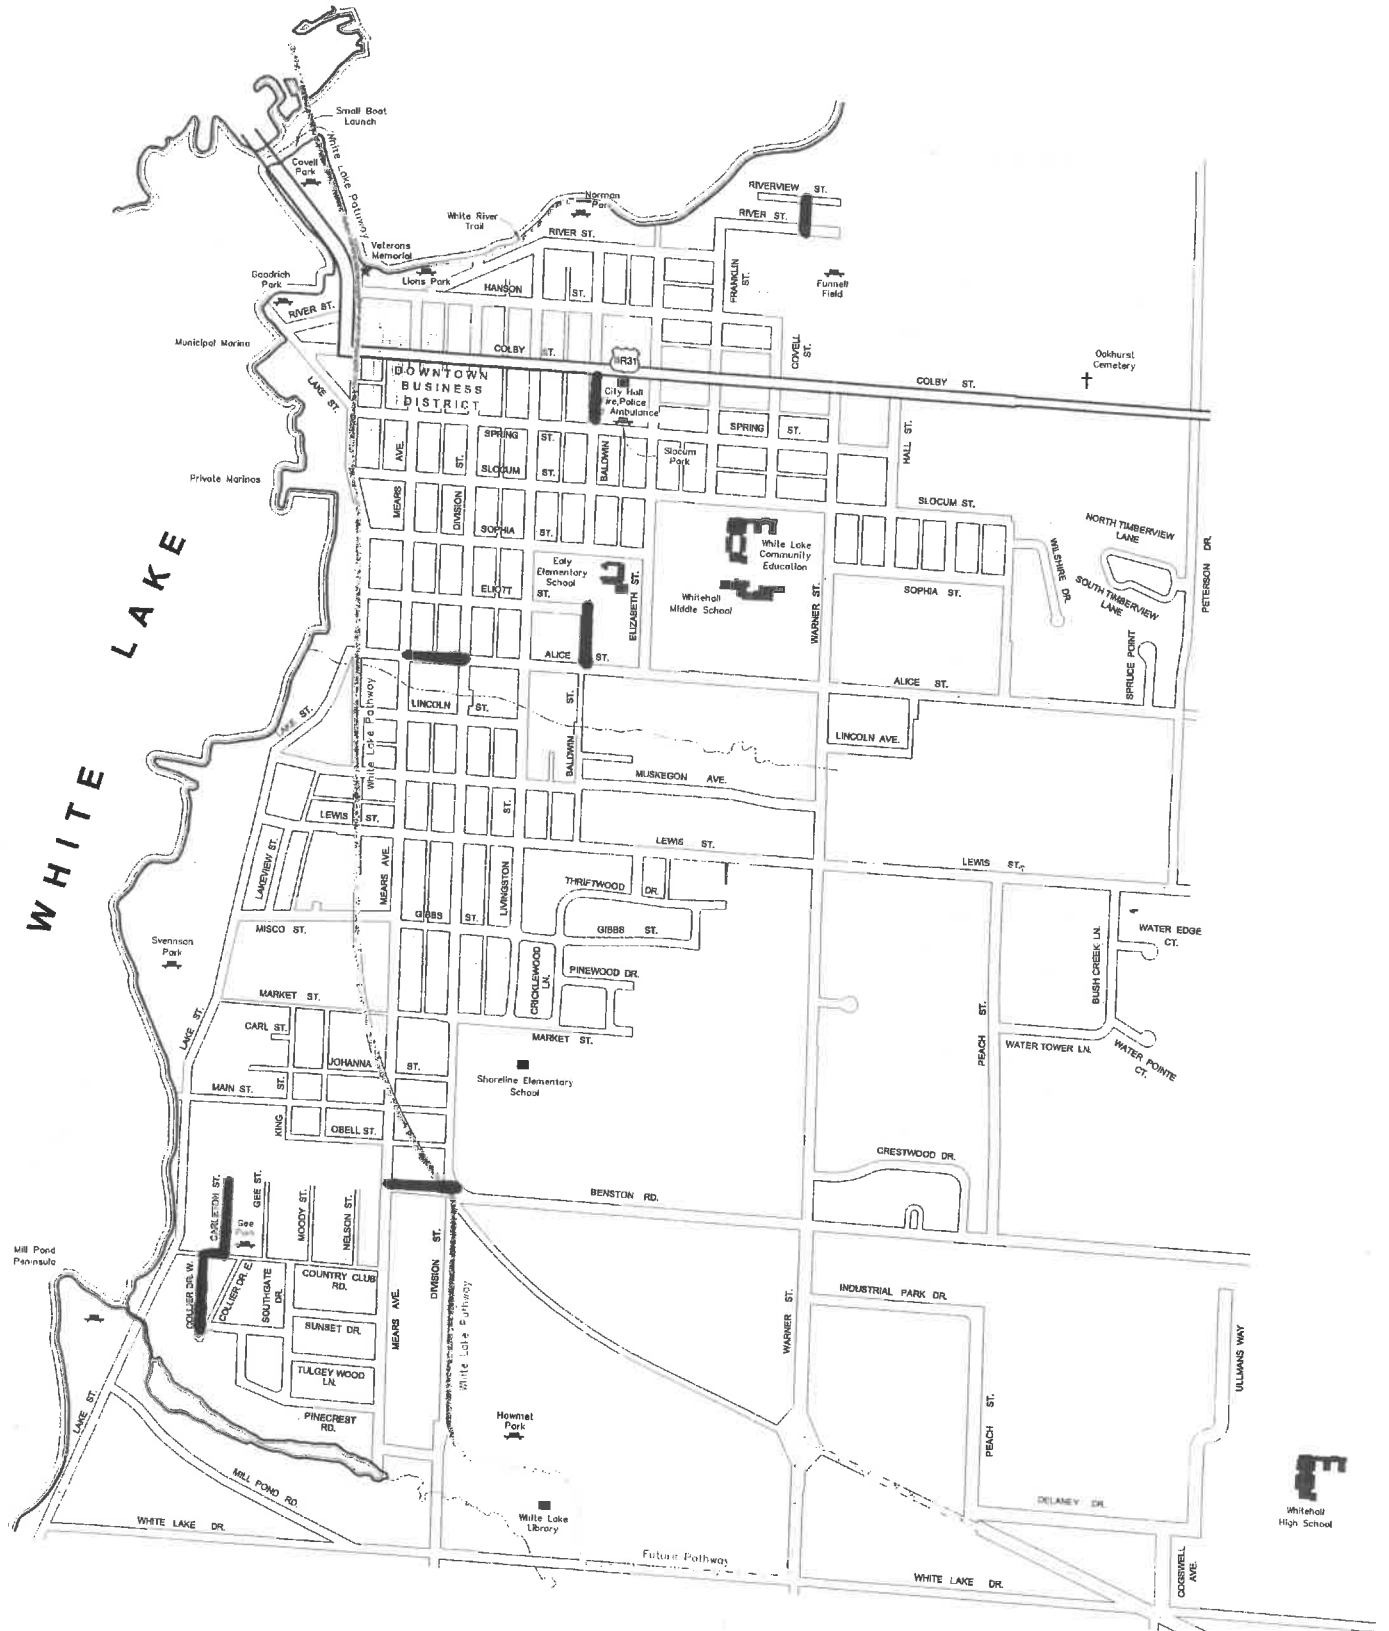 Small Boat
Launch
White Lake Pathway
Covell
Park
Norman
Park
RIVERVIEW ST.
RIVER ST.
White River
Trail
RIVER ST.
Veterans
Memorial
Lions Park
HANSON ST.
FRANKLIN
ST.
Funnell
Field
Goodrich
Park
RIVER ST.
Municipal Marina
COLBY ST.
COVELL
ST.
Oakhurst
Cemetery
LAKE ST.
DOWNTOWN
BUSINESS
DISTRICT
City Hall
Ambulance
COLBY ST.
SPRING ST.
SPRING ST.
HALL ST.
AVE.
ST.
SLOCUM ST.
BALDWIN
Slocum
Park
Private Marinas
MEARS
DIVISION
SOPHIA ST.
SLOCUM ST.
NORTH TIMBERVIEW
LANE
White Lake
Community
Education
WILSHIRE DR.
PETERSON DR.
Ealy
Elementary
School
ELIOTT ST.
Whitehall
Middle School
SOPHIA ST.
SOUTH TIMBERVIEW
LANE
ELIZABETH ST.
WARNER ST.
WHITE LAKE
ALICE ST.
SPRUCE POINT
ALICE ST.
LAKE ST.
White Lake Pathway
LINCOLN ST.
ST.
BALDWIN
LINCOLN AVE.
MUSKEGON AVE.
LEWIS ST.
ST.
LEWIS ST.
LEWIS ST.
LAKEVIEW ST.
MEARS AVE.
LIVINGSTON
THRIFTWOOD DR.
GIBBS ST.
GIBBS ST.
MISCO ST.
WATER EDGE
CT.
Svennson
Park
CRICKLEWOOD
LN.
PINEWOOD DR.
BUSH CREEK LN.
MARKET ST.
LAKE ST.
CARL ST.
MARKET ST.
PEACH ST.
WATER TOWER LN.
WATER POINTE
CT.
JOHANNA ST.
Shoreline Elementary
School
MAIN ST.
KING ST.
OBELL ST.
CRESTWOOD DR.
CARLETON ST.
GEE ST.
MOODY ST.
NELSON ST.
BENSTON RD.
Gee
Park
Mill Pond
Peninsula
COLLIER DR. W.
COLLIER DR. E.
SOUTHGATE
DR.
COUNTRY CLUB
RD.
DIVISION ST.
INDUSTRIAL PARK DR.
MEARS AVE.
White Lake Pathway
WARNER ST.
SUNSET DR.
ULLMANS WAY
TULGEY WOOD
LN.
LAKE ST.
PINECREST
RD.
Howmet
Park
PEACH ST.
MILL POND RD.
DELANEY DR.
Whitehall
High School
WHITE LAKE DR.
White Lake
Library
Future Pathway
WHITE LAKE DR.
COGSWELL
AVE.